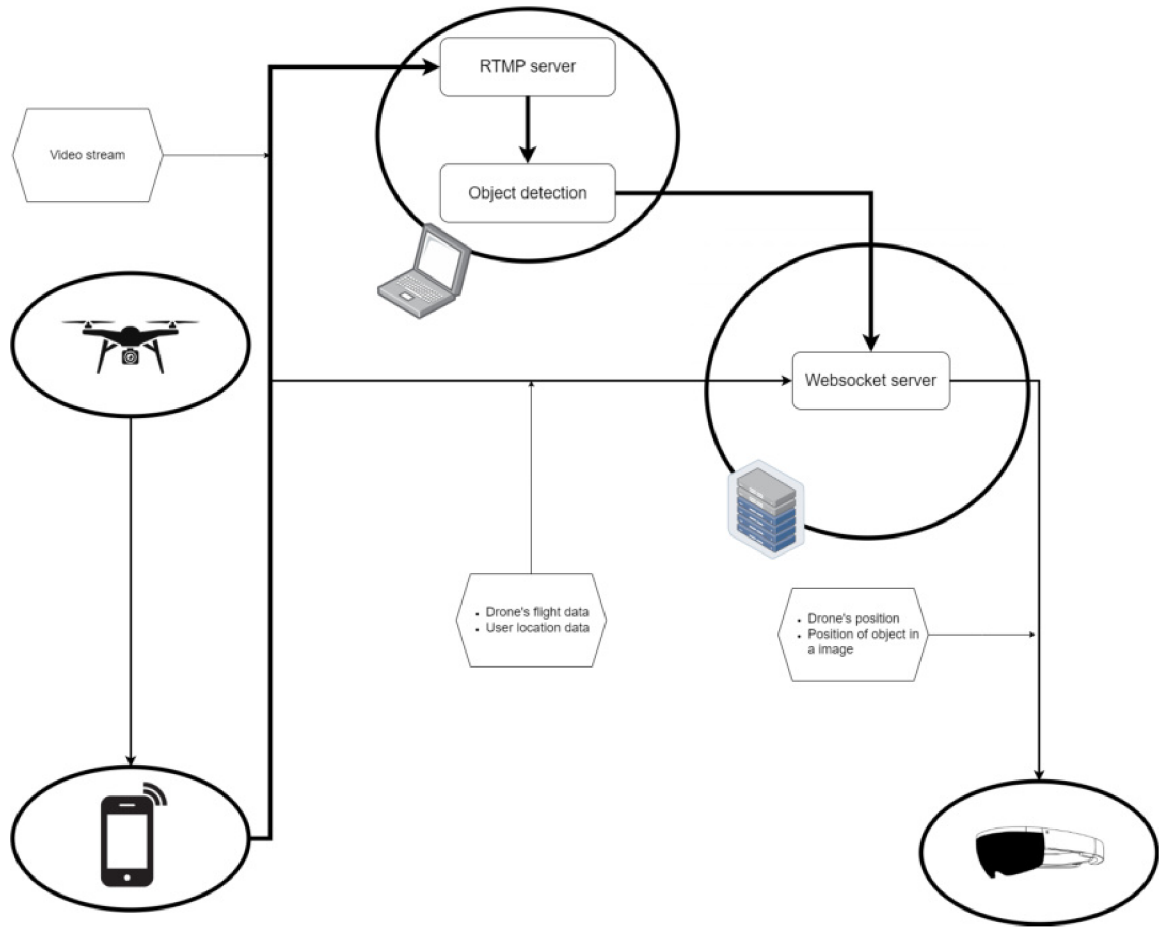 RTMP server
Video stream
Object detection
Websocket server
▪ Drone's flight data
▪ User location data
• Drone's position
• Position of object in
a image